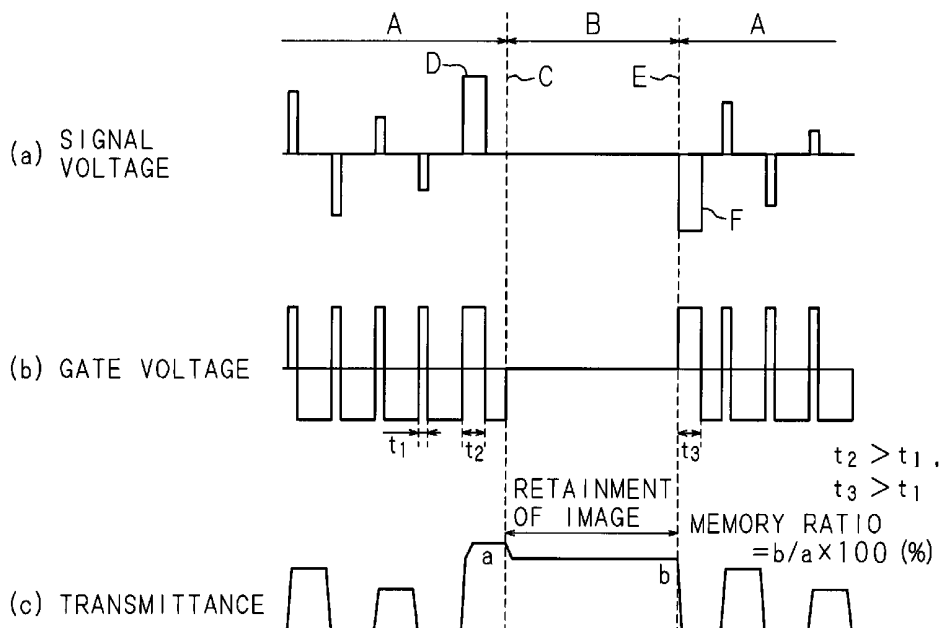 A B A
D C E
(a) SIGNAL
VOLTAGE
F
(b) GATE VOLTAGE
t1 t2 t3
t2 > t1 ,
t3 > t1
RETAINMENT
OF IMAGE
MEMORY RATIO
=b/a×100 (%)
a b
(c) TRANSMITTANCE